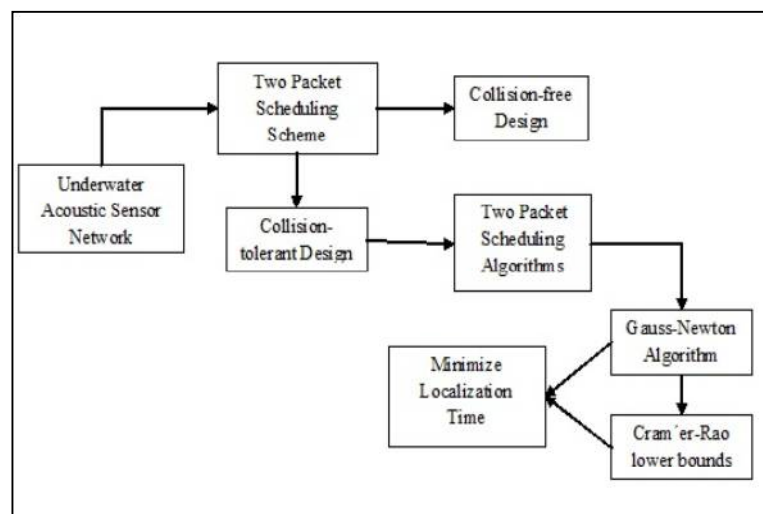 Two Packet
Scheduling
Scheme
Collision-free
Design
Underwater
Acoustic Sensor
Network
Collision-
tolerant Design
Two Packet
Scheduling
Algorithms
Gauss-Newton
Algorithm
Minimize
Localization
Time
Cram´er-Rao
lower bounds